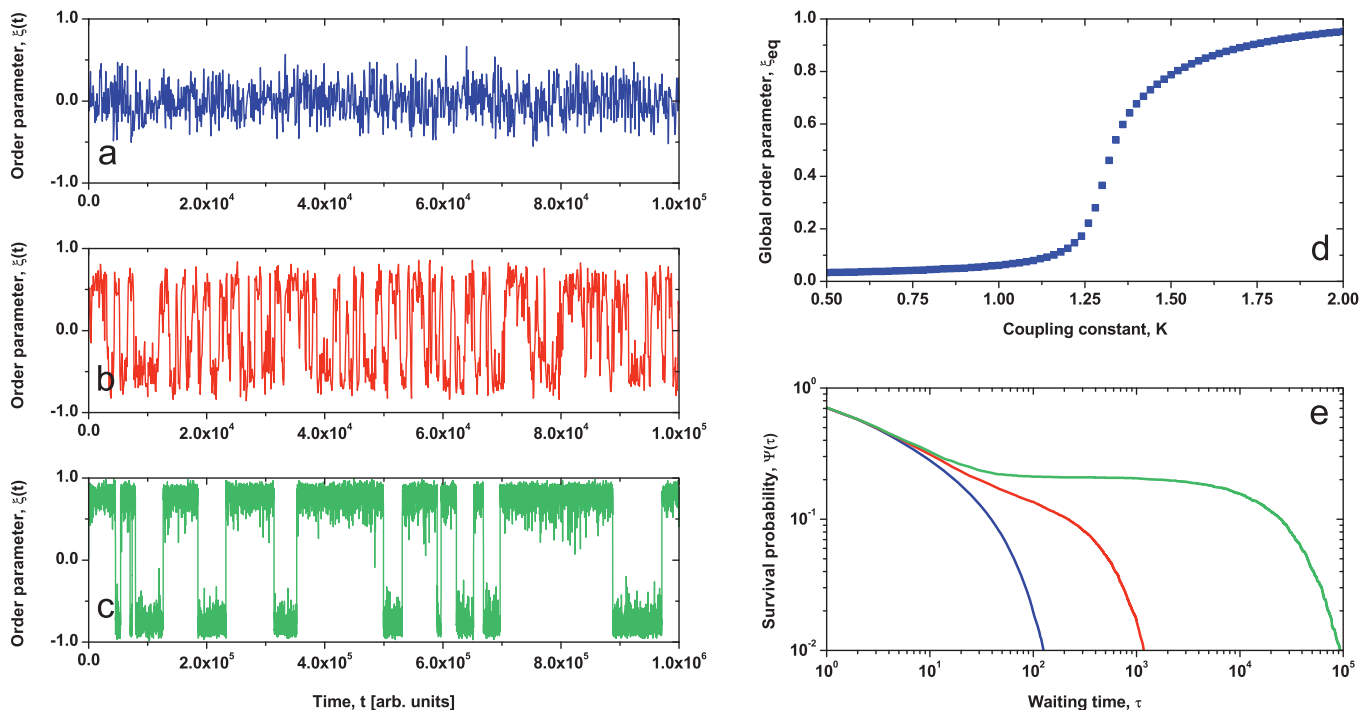 1.0
0.0
-1.0
Order parameter, ξ(t)
a
0.0 2.0x10⁴ 4.0x10⁴ 6.0x10⁴ 8.0x10⁴ 1.0x10⁵
1.0
0.0
-1.0
Order parameter, ξ(t)
b
0.0 2.0x10⁴ 4.0x10⁴ 6.0x10⁴ 8.0x10⁴ 1.0x10⁵
1.0
0.0
-1.0
Order parameter, ξ(t)
c
0.0 2.0x10⁵ 4.0x10⁵ 6.0x10⁵ 8.0x10⁵ 1.0x10⁶
Time, t [arb. units]
1.0
0.8
0.6
0.4
0.2
0.0
Global order parameter, ξeq
d
0.50 0.75 1.00 1.25 1.50 1.75 2.00
Coupling constant, K
10⁰
10⁻¹
10⁻²
Survival probability, Ψ(τ)
e
10⁰ 10¹ 10² 10³ 10⁴ 10⁵
Waiting time, τ